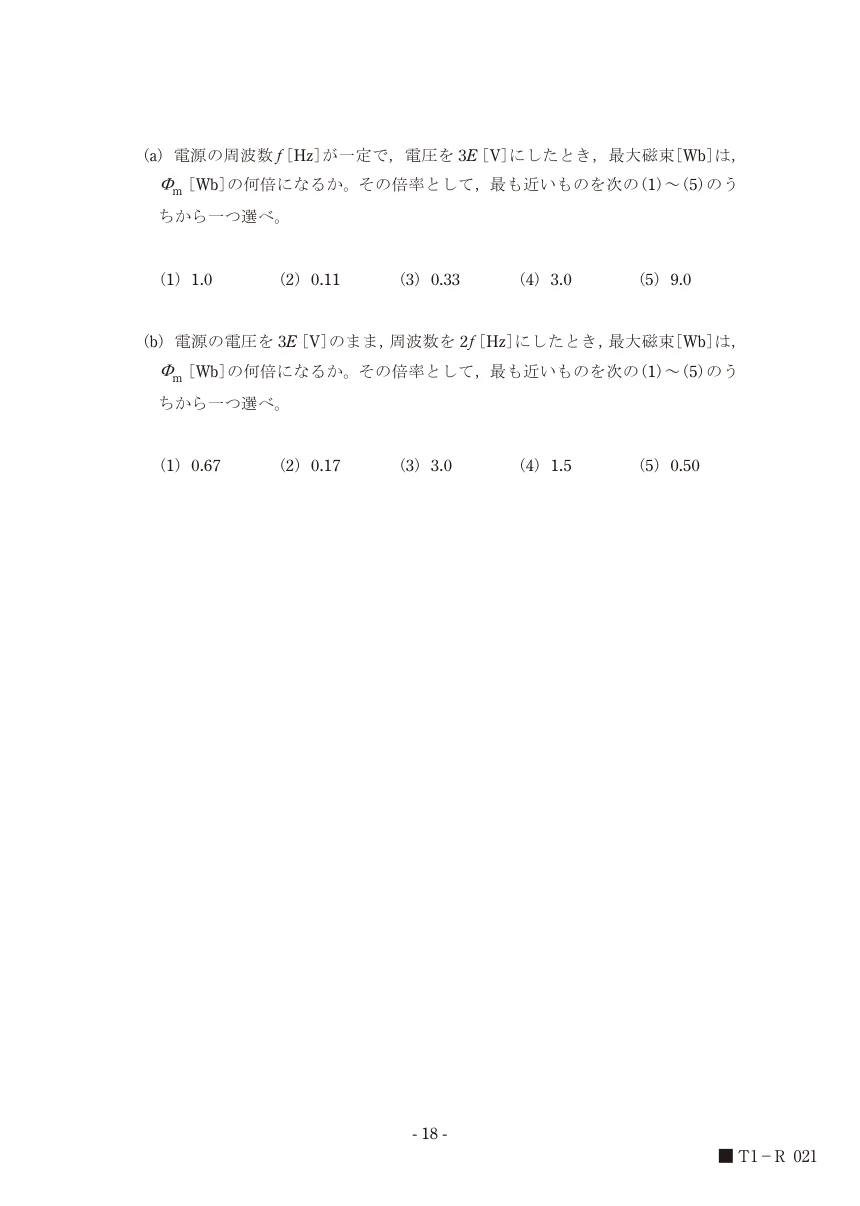 (a) 電源の周波数 f [Hz]が一定で，電圧を 3E [V]にしたとき，最大磁束[Wb]は，
Φm [Wb]の何倍になるか。その倍率として，最も近いものを次の(1)～(5)のう
ちから一つ選べ。
(1) 1.0 (2) 0.11 (3) 0.33 (4) 3.0 (5) 9.0
(b) 電源の電圧を 3E [V]のまま，周波数を 2f [Hz]にしたとき，最大磁束[Wb]は，
Φm [Wb]の何倍になるか。その倍率として，最も近いものを次の(1)～(5)のう
ちから一つ選べ。
(1) 0.67 (2) 0.17 (3) 3.0 (4) 1.5 (5) 0.50
- 18 -
■ T1－R 021